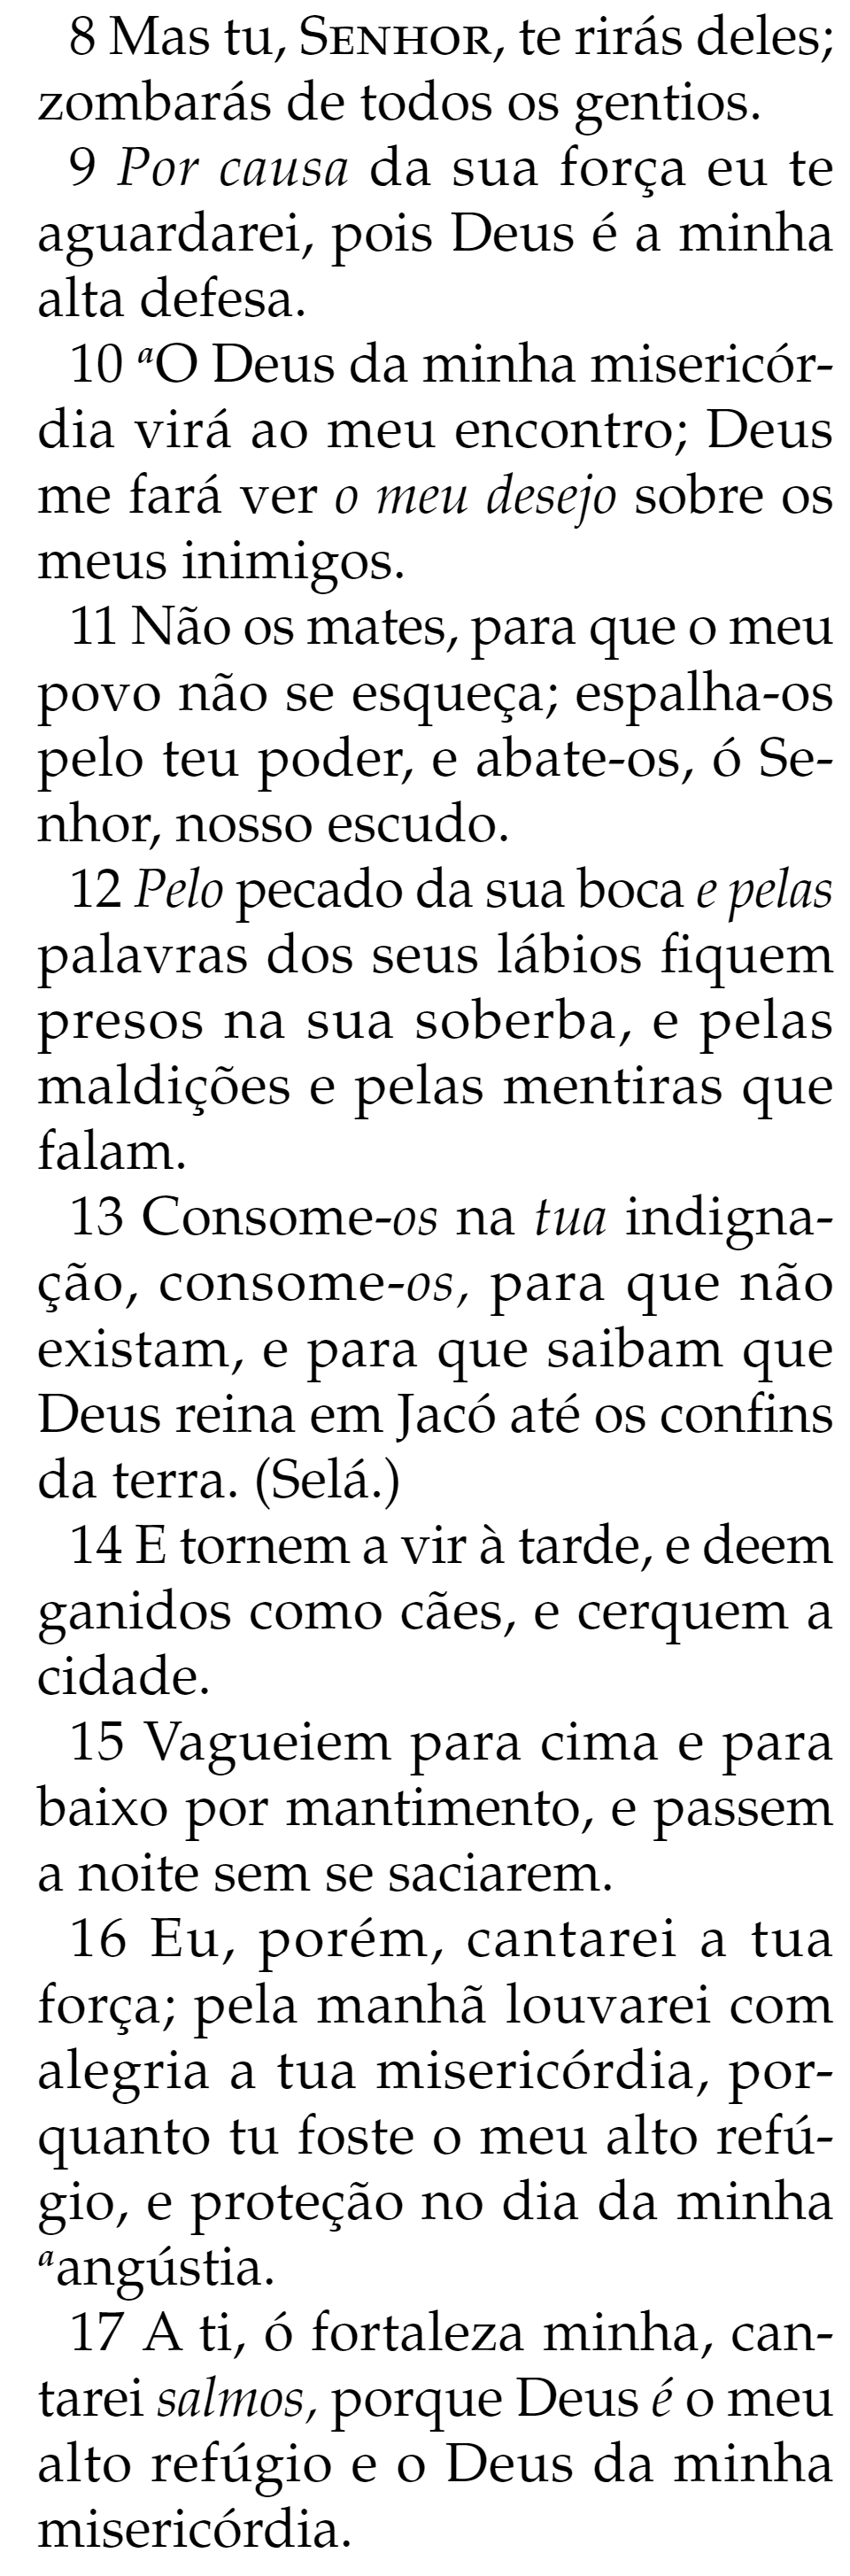 8 Mas tu, SENHOR, te rirás deles;
zombarás de todos os gentios.
9 Por causa da sua força eu te
aguardarei, pois Deus é a minha
alta defesa.
10 ªO Deus da minha misericór-
dia virá ao meu encontro; Deus
me fará ver o meu desejo sobre os
meus inimigos.
11 Não os mates, para que o meu
povo não se esqueça; espalha-os
pelo teu poder, e abate-os, ó Se-
nhor, nosso escudo.
12 Pelo pecado da sua boca e pelas
palavras dos seus lábios fiquem
presos na sua soberba, e pelas
maldições e pelas mentiras que
falam.
13 Consome-os na tua indigna-
ção, consome-os, para que não
existam, e para que saibam que
Deus reina em Jacó até os confins
da terra. (Selá.)
14 E tornem a vir à tarde, e deem
ganidos como cães, e cerquem a
cidade.
15 Vagueiem para cima e para
baixo por mantimento, e passem
a noite sem se saciarem.
16 Eu, porém, cantarei a tua
força; pela manhã louvarei com
alegria a tua misericórdia, por-
quanto tu foste o meu alto refú-
gio, e proteção no dia da minha
ªangústia.
17 A ti, ó fortaleza minha, can-
tarei salmos, porque Deus é o meu
alto refúgio e o Deus da minha
misericórdia.